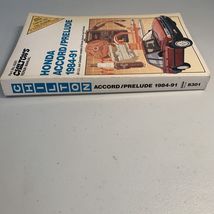 CHILTON'S
HONDA
ACCORD/PRELUDE
1984-91
CHILTON
ACCORD/PRELUDE 1984-91
8301